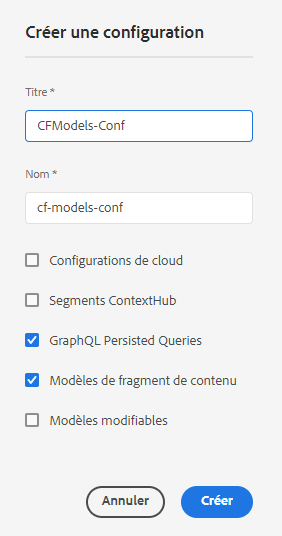 Créer une configuration
Titre *
CFModels-Conf
Nom *
cf-models-conf
Configurations de cloud
Segments ContextHub
GraphQL Persisted Queries
Modèles de fragment de contenu
Modèles modifiables
Annuler Créer